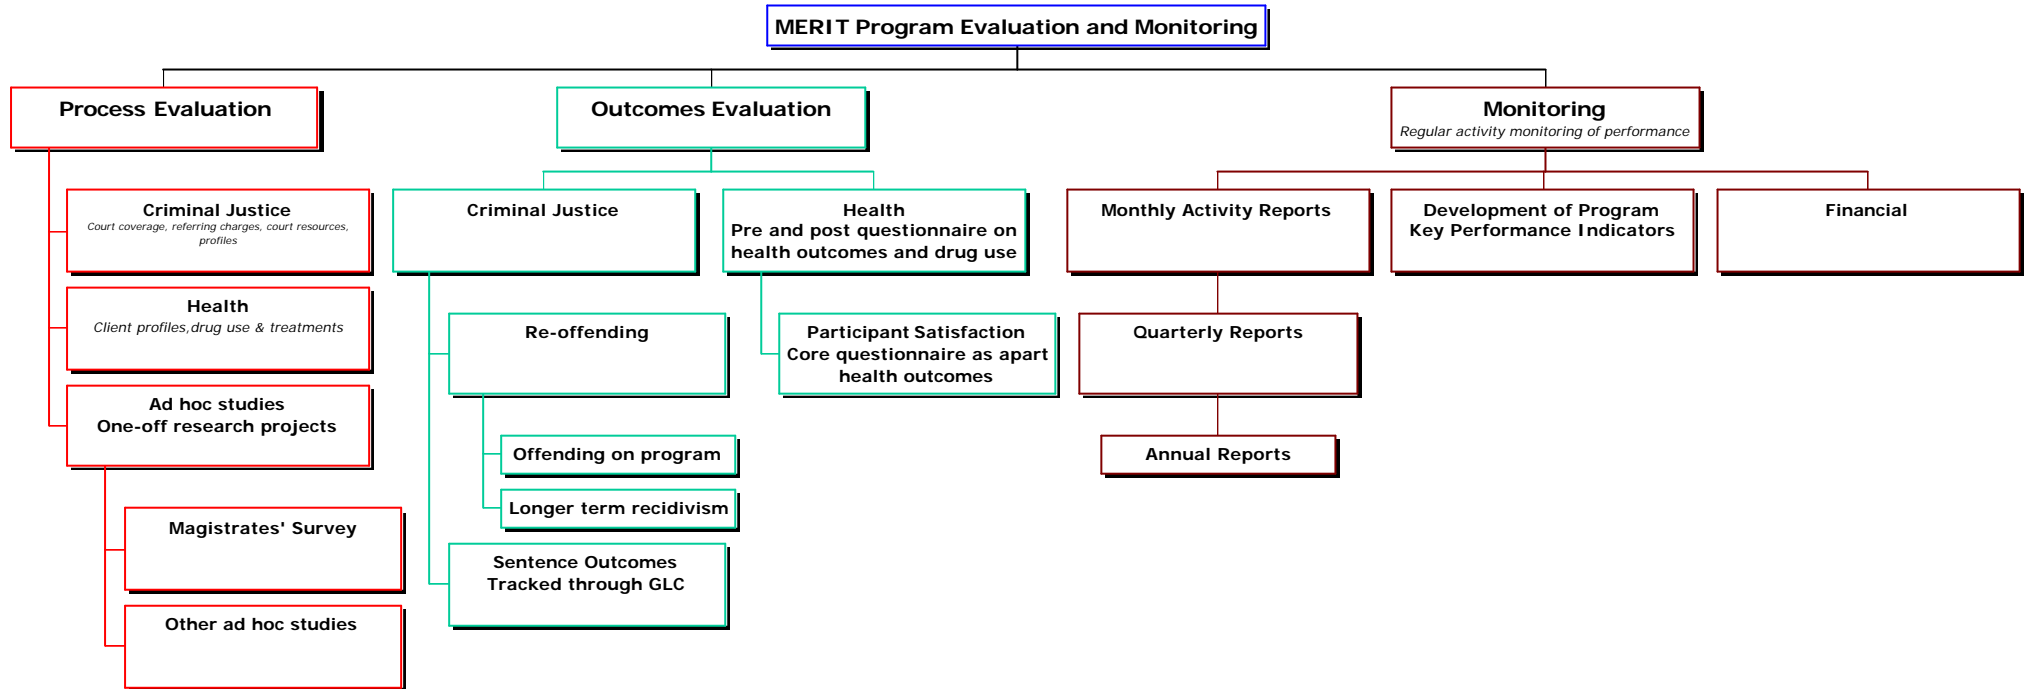 MERIT Program Evaluation and Monitoring
Process Evaluation
Criminal Justice
Court coverage, referring charges, court resources,
profiles
Health
Client profiles,drug use & treatments
Ad hoc studies
One-off research projects
Magistrates' Survey
Other ad hoc studies
Outcomes Evaluation
Criminal Justice
Re-offending
Offending on program
Longer term recidivism
Sentence Outcomes
Tracked through GLC
Health
Pre and post questionnaire on
health outcomes and drug use
Participant Satisfaction
Core questionnaire as apart
health outcomes
Monitoring
Regular activity monitoring of performance
Monthly Activity Reports
Quarterly Reports
Annual Reports
Development of Program
Key Performance Indicators
Financial